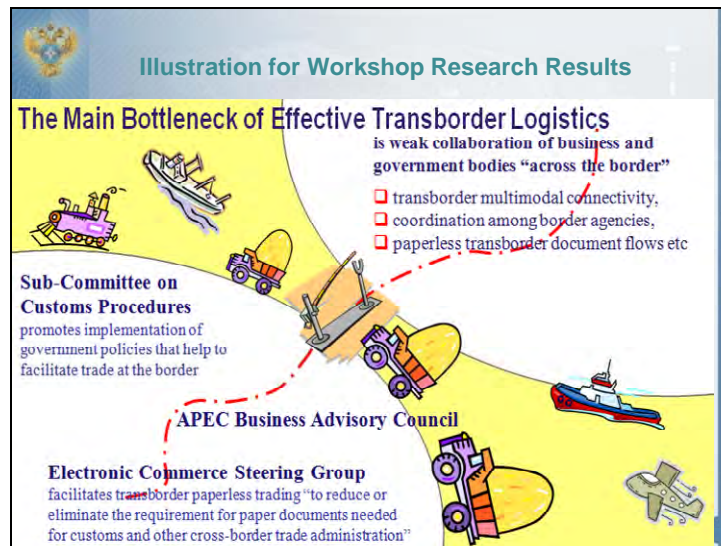 Illustration for Workshop Research Results
The Main Bottleneck of Effective Transborder Logistics
is weak collaboration of business and
government bodies “across the border”
transborder multimodal connectivity,
coordination among border agencies,
paperless transborder document flows etc
Sub-Committee on
Customs Procedures
promotes implementation of
government policies that help to
facilitate trade at the border
APEC Business Advisory Council
Electronic Commerce Steering Group
facilitates transborder paperless trading “to reduce or
eliminate the requirement for paper documents needed
for customs and other cross-border trade administration”